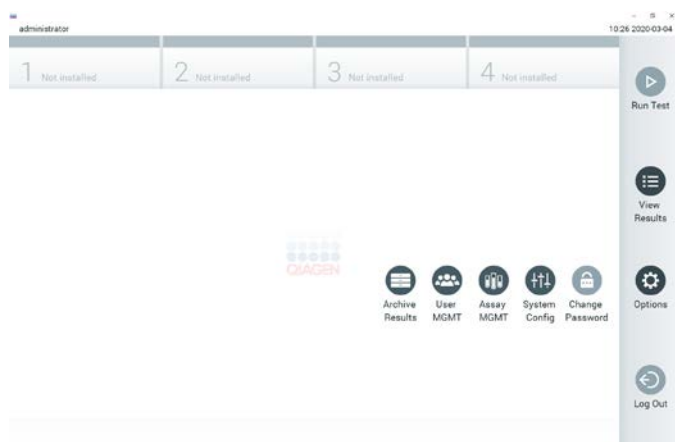 administrator
10:26 2020-03-04
1 Not installed
2 Not installed
3 Not installed
4 Not installed
Run Test
View
Results
QIAGEN
Archive
Results
User
MGMT
Assay
MGMT
System
Config
Change
Password
Options
Log Out